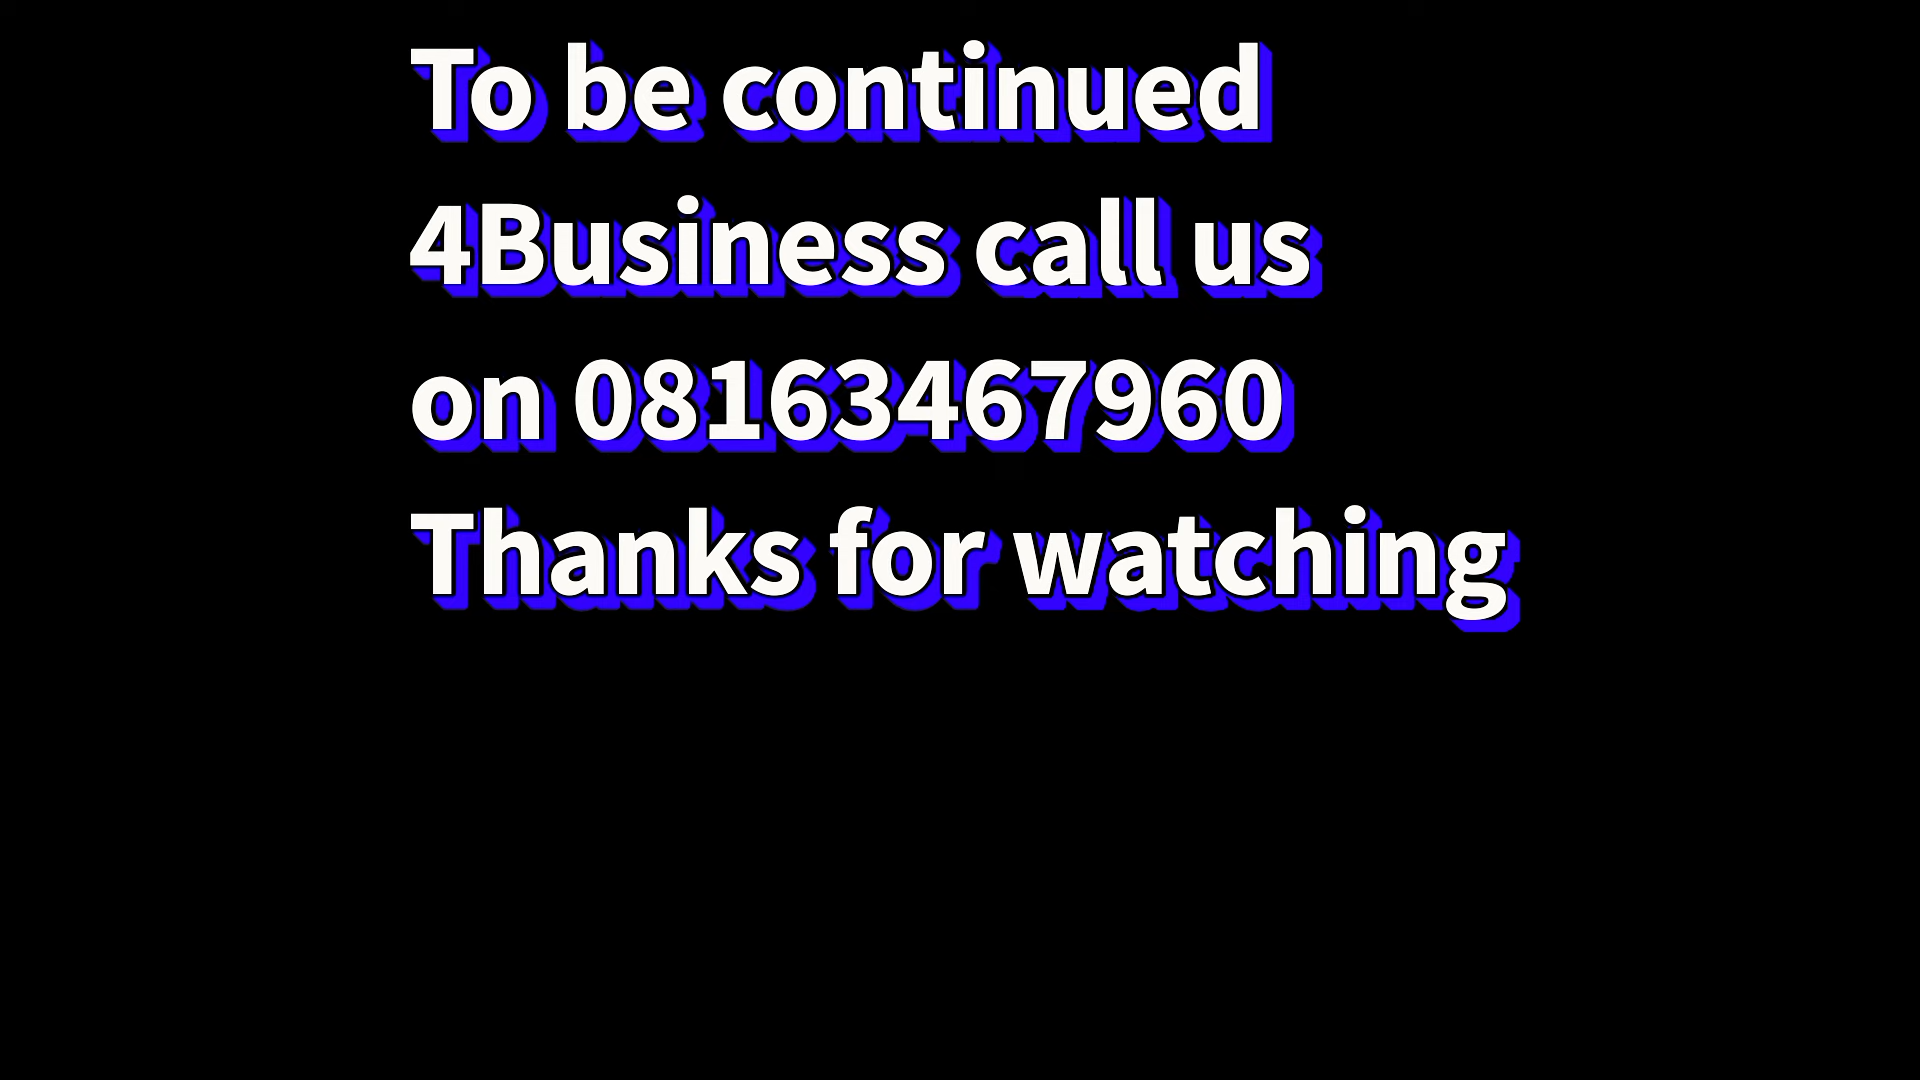 To be continued
4Business call us
on 08163467960
Thanks for watching